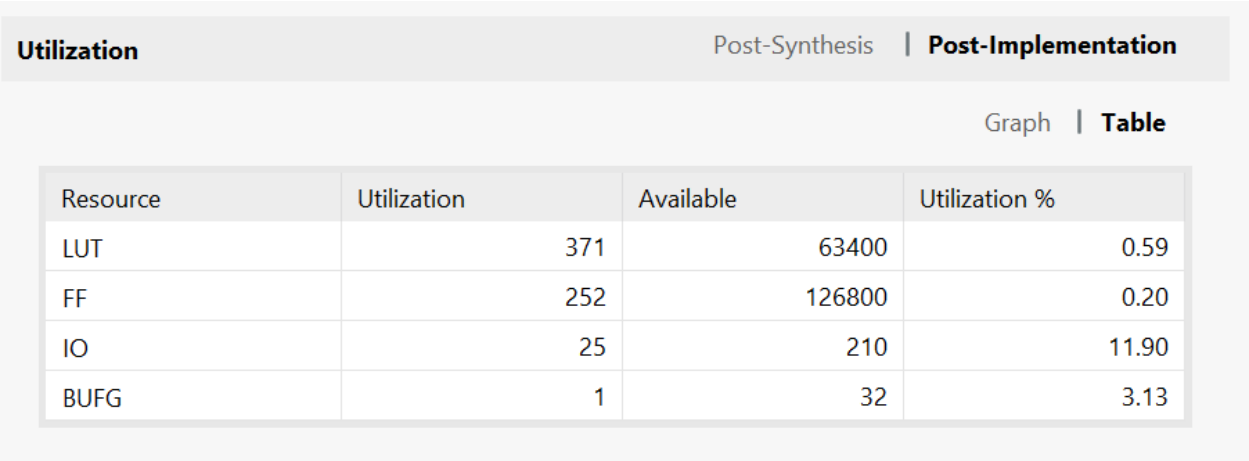 Utilization Post-Synthesis | Post-Implementation
Graph | Table
Resource Utilization Available Utilization %
LUT 371 63400 0.59
FF 252 126800 0.20
IO 25 210 11.90
BUFG 1 32 3.13